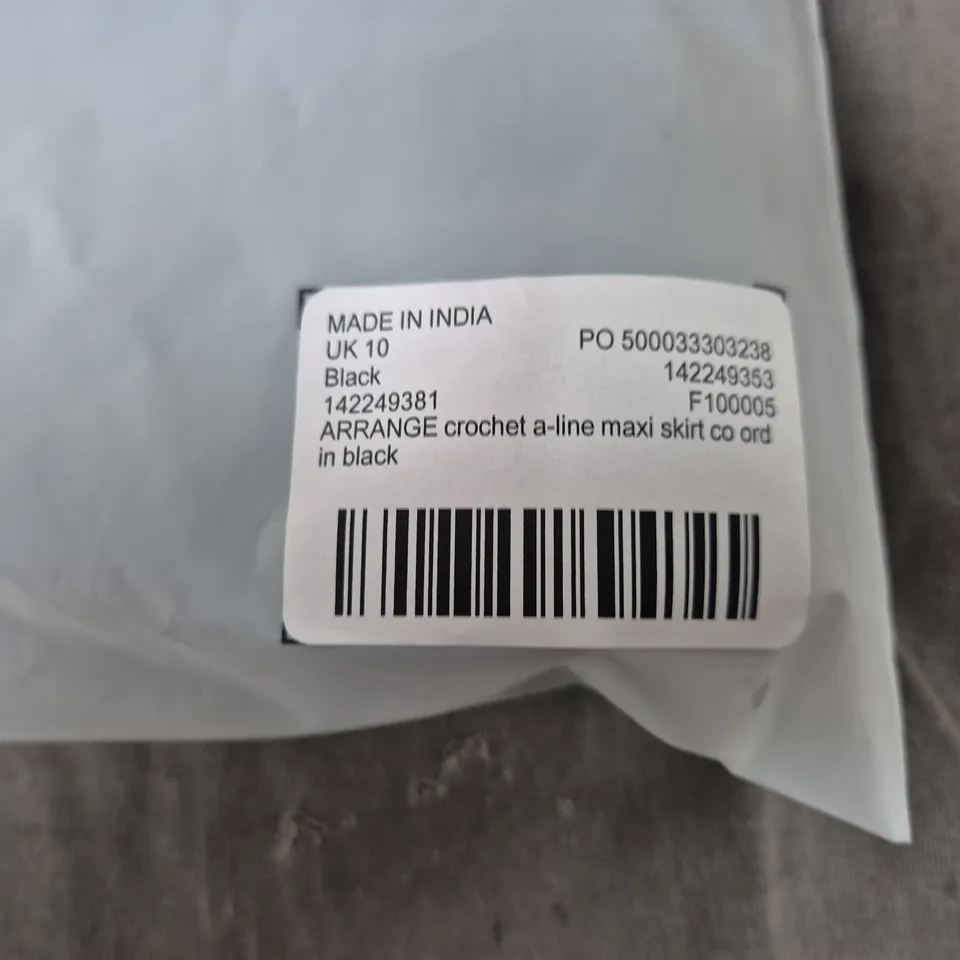 MADE IN INDIA
UK 10 PO 500033303238
Black 142249353
142249381 F100005
ARRANGE crochet a-line maxi skirt co ord
in black